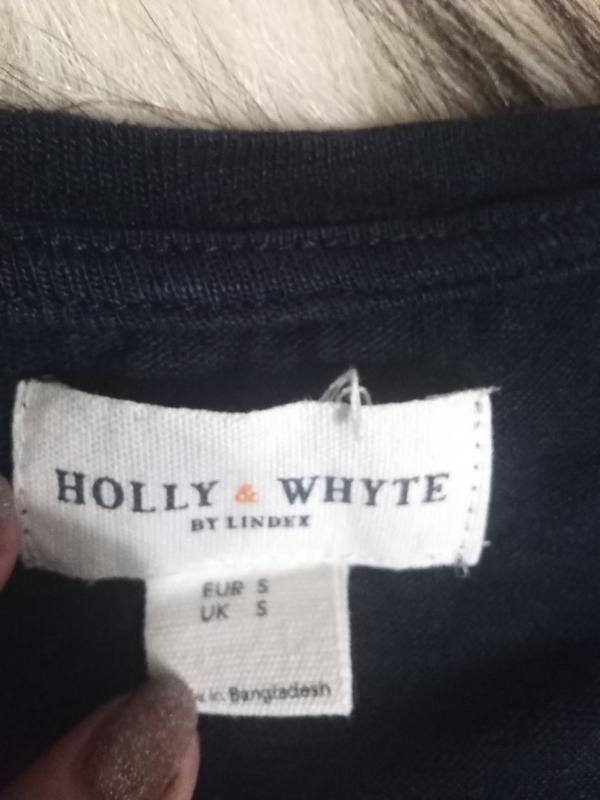 HOLLY & WHYTE
BY LINDEX
EUR S
UK S
in Bangladesh